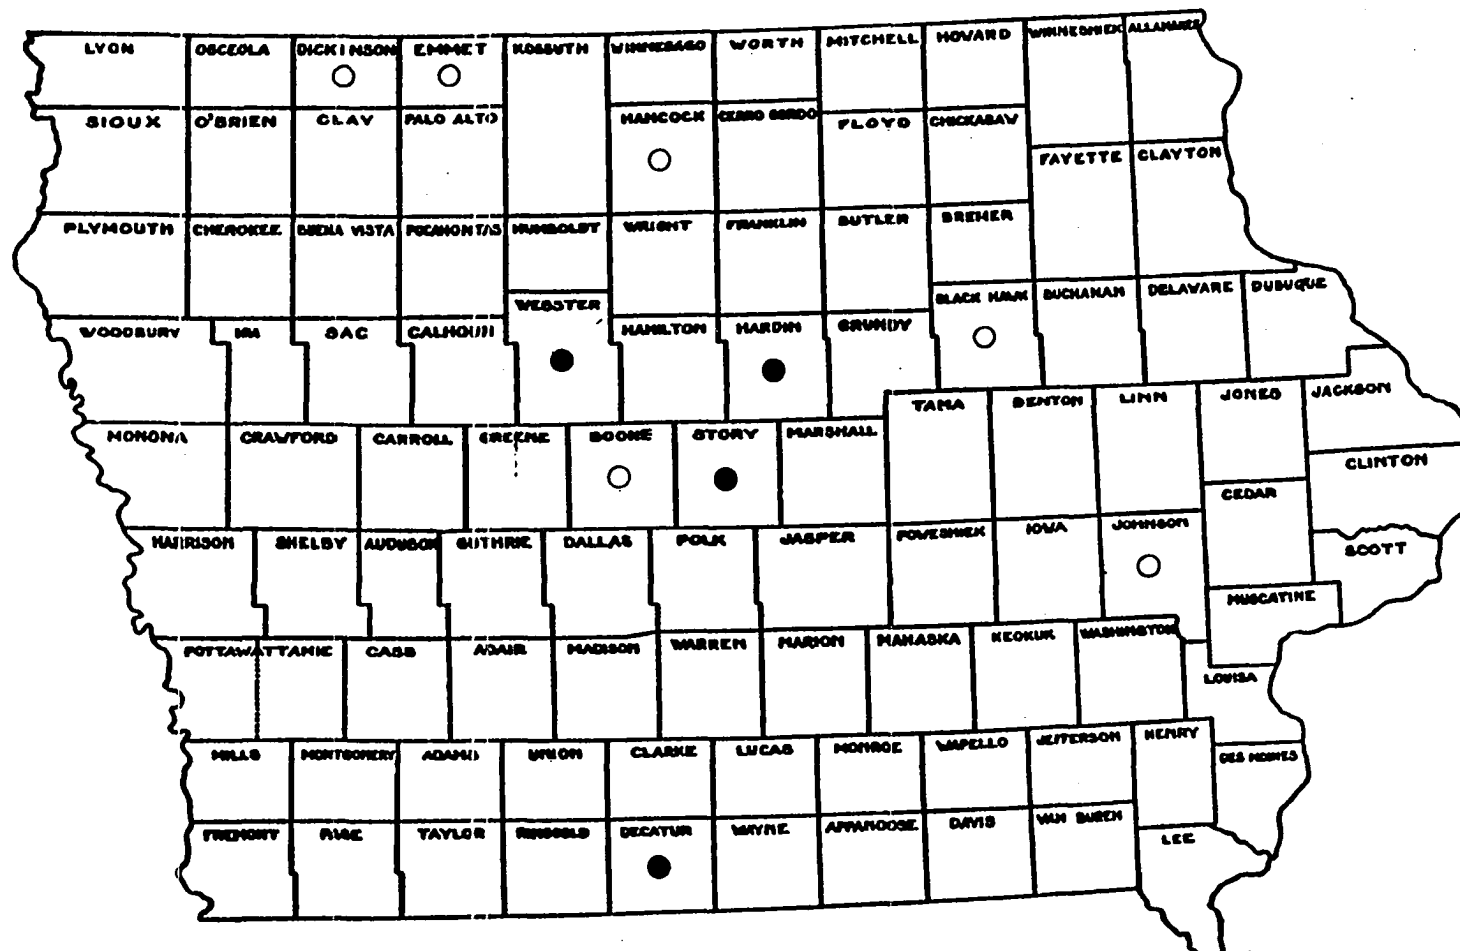 LYON OSCEOLA DICKINSON EMMET KOSSUTH WINNEBAGO WORTH MITCHELL HOWARD WINNESHIEK ALLAMAKEE
SIOUX O'BRIEN CLAY PALO ALTO HANCOCK CERRO GORDO FLOYD CHICKASAW
FAYETTE CLAYTON
PLYMOUTH CHEROKEE BUENA VISTA POCAHONTAS HUMBOLDT WRIGHT FRANKLIN BUTLER BREMER
WOODBURY IDA SAC CALHOUN WEBSTER HAMILTON HARDIN GRUNDY BLACK HAWK BUCHANAN DELAWARE DUBUQUE
MONONA CRAWFORD CARROLL GREENE BOONE STORY MARSHALL TAMA BENTON LINN JONES JACKSON
CLINTON
CEDAR
HARRISON SHELBY AUDUBON GUTHRIE DALLAS POLK JASPER POWESHIEK IOWA JOHNSON SCOTT
MUSCATINE
POTTAWATTAMIE CASS ADAIR MADISON WARREN MARION MAHASKA KEOKUK WASHINGTON
LOUISA
MILLS MONTGOMERY ADAMS UNION CLARKE LUCAS MONROE WAPELLO JEFFERSON HENRY DES MOINES
FREMONT PAGE TAYLOR RINGGOLD DECATUR WAYNE APPANOOSE DAVIS VAN BUREN LEE